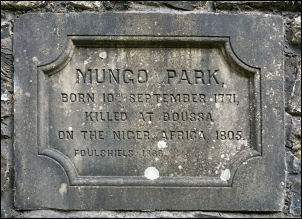 MUNGO PARK,
BORN 10TH SEPTEMBER 1771,
KILLED AT BOUSSA
ON THE NIGER, AFRICA, 1805.
FOULSHIELS